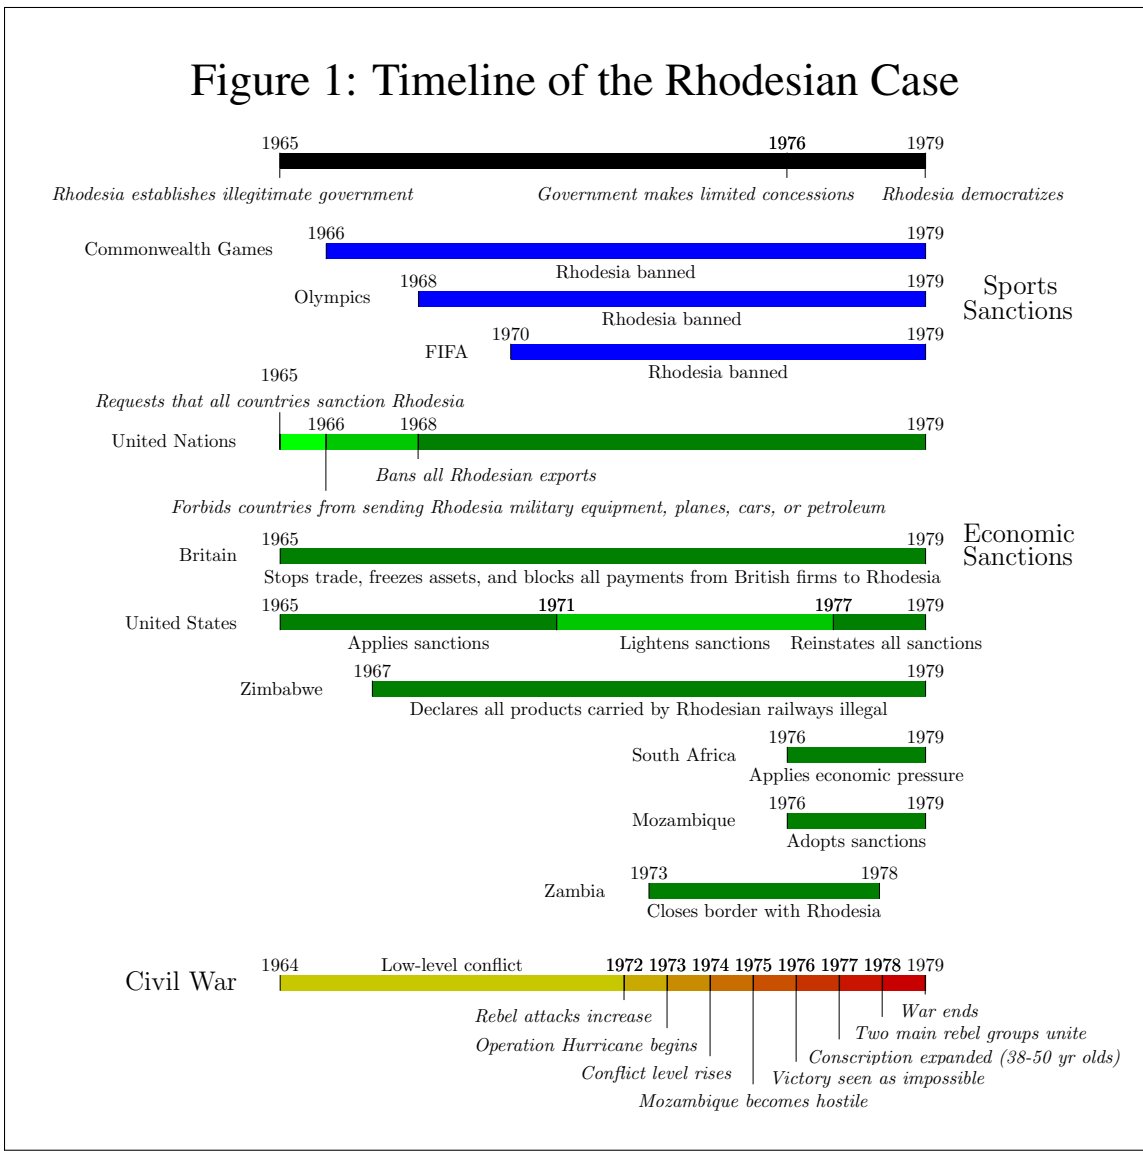 Figure 1: Timeline of the Rhodesian Case
1965 1976 1979
Rhodesia establishes illegitimate government Government makes limited concessions Rhodesia democratizes
1966 1979
Commonwealth Games
Rhodesia banned
1968 1979
Olympics
Rhodesia banned
Sports
Sanctions
1970 1979
FIFA
Rhodesia banned
1965
Requests that all countries sanction Rhodesia
1966 1968 1979
United Nations
Bans all Rhodesian exports
Forbids countries from sending Rhodesia military equipment, planes, cars, or petroleum
Economic
Sanctions
1965 1979
Britain
Stops trade, freezes assets, and blocks all payments from British firms to Rhodesia
1965 1971 1977 1979
United States
Applies sanctions Lightens sanctions Reinstates all sanctions
1967 1979
Zimbabwe
Declares all products carried by Rhodesian railways illegal
1976 1979
South Africa
Applies economic pressure
1976 1979
Mozambique
Adopts sanctions
1973 1978
Zambia
Closes border with Rhodesia
1964 Low-level conflict 1972 1973 1974 1975 1976 1977 1978 1979
Civil War
War ends
Rebel attacks increase
Two main rebel groups unite
Operation Hurricane begins
Conscription expanded (38-50 yr olds)
Conflict level rises
Victory seen as impossible
Mozambique becomes hostile